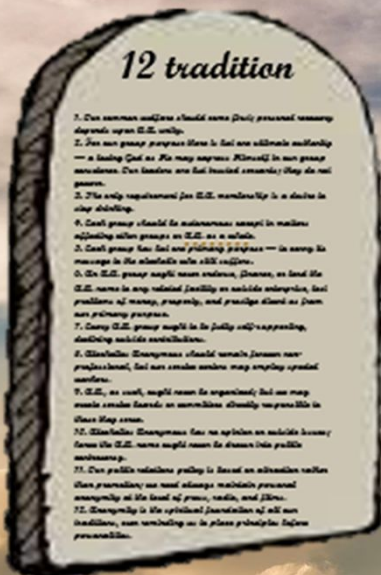 12 tradition
1. Our common welfare should come first; personal recovery
depends upon A.A. unity.
2. For our group purpose there is but one ultimate authority
— a loving God as He may express Himself in our group
conscience. Our leaders are but trusted servants; they do not
govern.
3. The only requirement for A.A. membership is a desire to
stop drinking.
4. Each group should be autonomous except in matters
affecting other groups or A.A. as a whole.
5. Each group has but one primary purpose — to carry its
message to the alcoholic who still suffers.
6. An A.A. group ought never endorse, finance, or lend the
A.A. name to any related facility or outside enterprise, lest
problems of money, property, and prestige divert us from
our primary purpose.
7. Every A.A. group ought to be fully self-supporting,
declining outside contributions.
8. Alcoholics Anonymous should remain forever non-
professional, but our service centers may employ special
workers.
9. A.A., as such, ought never be organized; but we may
create service boards or committees directly responsible to
those they serve.
10. Alcoholics Anonymous has no opinion on outside issues;
hence the A.A. name ought never be drawn into public
controversy.
11. Our public relations policy is based on attraction rather
than promotion; we need always maintain personal
anonymity at the level of press, radio, and films.
12. Anonymity is the spiritual foundation of all our
traditions, ever reminding us to place principles before
personalities.